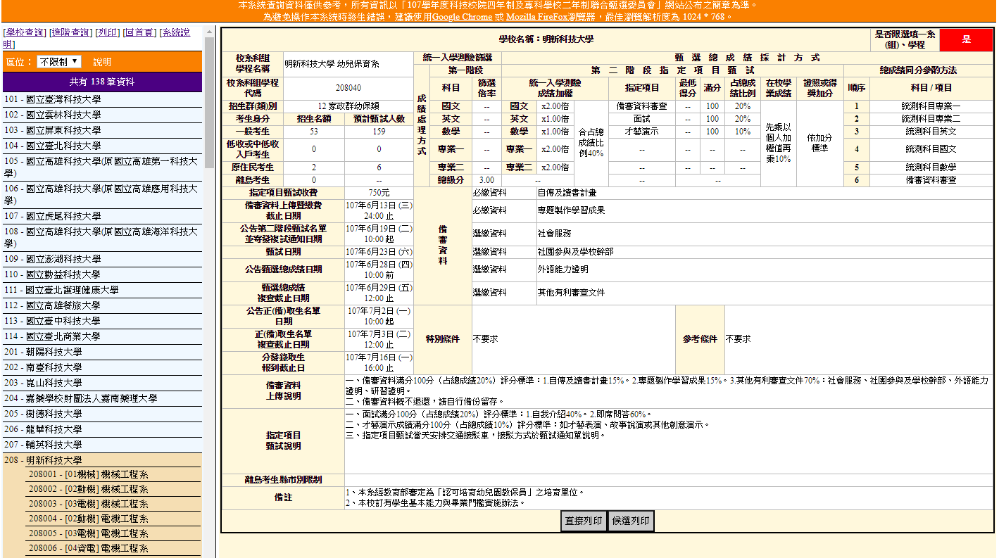 本系統查詢資料僅供參考，所有資訊以「107學年度科技校院四年制及專科學校二年制聯合甄選委員會」網站公布之簡章為準。
為避免操作本系統時發生錯誤，建議使用Google Chrome 或 Mozilla FireFox瀏覽器，最佳瀏覽解析度為 1024 * 768。
[學校查詢] [進階查詢] [列印] [回首頁] [系統說
明]
區位： 不限制 說明
共有 138 筆資料
101 - 國立臺灣科技大學
102 - 國立雲林科技大學
103 - 國立屏東科技大學
104 - 國立臺北科技大學
105 - 國立高雄科技大學(原國立高雄第一科技大
學)
106 - 國立高雄科技大學(原國立高雄應用科技大
學)
107 - 國立虎尾科技大學
108 - 國立高雄科技大學(原國立高雄海洋科技大
學)
109 - 國立澎湖科技大學
110 - 國立勤益科技大學
111 - 國立臺北護理健康大學
112 - 國立高雄餐旅大學
113 - 國立臺中科技大學
114 - 國立臺北商業大學
201 - 朝陽科技大學
202 - 南臺科技大學
203 - 崑山科技大學
204 - 嘉藥學校財團法人嘉南藥理大學
205 - 樹德科技大學
206 - 龍華科技大學
207 - 輔英科技大學
208 - 明新科技大學
208001 - [01機械] 機械工程系
208002 - [02動機] 機械工程系
208003 - [03電機] 機械工程系
208004 - [02動機] 電機工程系
208005 - [03電機] 電機工程系
208006 - [04資電] 電機工程系
學校名稱：明新科技大學
是否限選填一系
(組)、學程
是
校系科組
學程名稱
明新科技大學 幼兒保育系
統一入學測驗篩選
甄 選 總 成 績 採 計 方 式
第一階段
第 二 階 段 指 定 項 目 甄 試
總成績同分參酌方法
校系科組學程
代碼
208040
成績處理方式
科目
篩選
倍率
統一入學測驗
成績加權
指定項目
最低
得分
滿分
占總成
績比例
在校學
業成績
證照或得
獎加分
順序
科目 / 項目
招生群(類)別 12 家政群幼保類
國文 -- 國文 x2.00倍
合占總
成績比
例40%
備審資料審查 -- 100 20%
先乘以
個人加
權值再
乘10%
依加分
標準
1 統測科目專業一
考生身分 招生名額 預計甄試人數
英文 -- 英文 x1.00倍 面試 -- 100 20% 2 統測科目專業二
一般考生 53 159 數學 -- 數學 x1.00倍 才藝演示 -- 100 10% 3 統測科目英文
低收或中低收
入戶考生
0 0 專業一 -- 專業一 x2.00倍 -- -- -- -- 4 統測科目國文
原住民考生 2 6 專業二 -- 專業二 x2.00倍 -- -- -- -- 5 統測科目數學
離島考生 0 -- 總級分 3.00 -- -- -- 6 備審資料審查
指定項目甄試收費 750元
備審資料
必繳資料 自傳及讀書計畫
備審資料上傳暨繳費
截止日期
107年6月13日 (三)
24:00 止
必繳資料 專題製作學習成果
公告第二階段甄試名單
並寄發複試通知日期
107年6月19日 (二)
10:00 起
選繳資料 社會服務
甄試日期 107年6月23日 (六) 選繳資料 社團參與及學校幹部
公告甄選總成績日期
107年6月28日 (四)
10:00 前
選繳資料 外語能力證明
甄選總成績
複查截止日期
107年6月29日 (五)
12:00 止
選繳資料 其他有利審查文件
公告正(備)取生名單
日期
107年7月2日 (一)
10:00 起
特別條件 不要求 參考條件 不要求
正(備)取生名單
複查截止日期
107年7月3日 (二)
12:00 止
分發錄取生
報到截止日
107年7月16日 (一)
16:00 止
備審資料
上傳說明
一、備審資料滿分100分（占總成績20%）評分標準：1.自傳及讀書計畫15%。2.專題製作學習成果15%。3.其他有利審查文件70%：社會服務、社團參與及學校幹部、外語能力
證明、研習證明。
二、備審資料概不退還，請自行備份留存。
指定項目
甄試說明
一、面試滿分100分（占總成績20%）評分標準：1.自我介紹40%。2.即席問答60%。
二、才藝演示成績滿分100分（占總成績10%）評分標準：如才藝表演、故事說演或其他創意演示。
三、指定項目甄試當天安排交通接駁車，接駁方式於甄試通知單說明。
離島考生縣市別限制
備註
1、本系經教育部審定為「認可培育幼兒園教保員」之培育單位。
2、本校訂有學生基本能力與畢業門檻實施辦法。
直接列印 候選列印